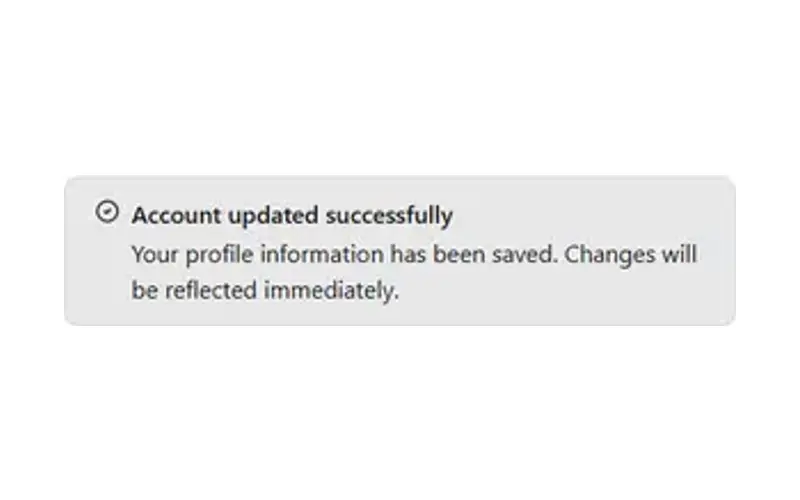 Account updated successfully
Your profile information has been saved. Changes will
be reflected immediately.